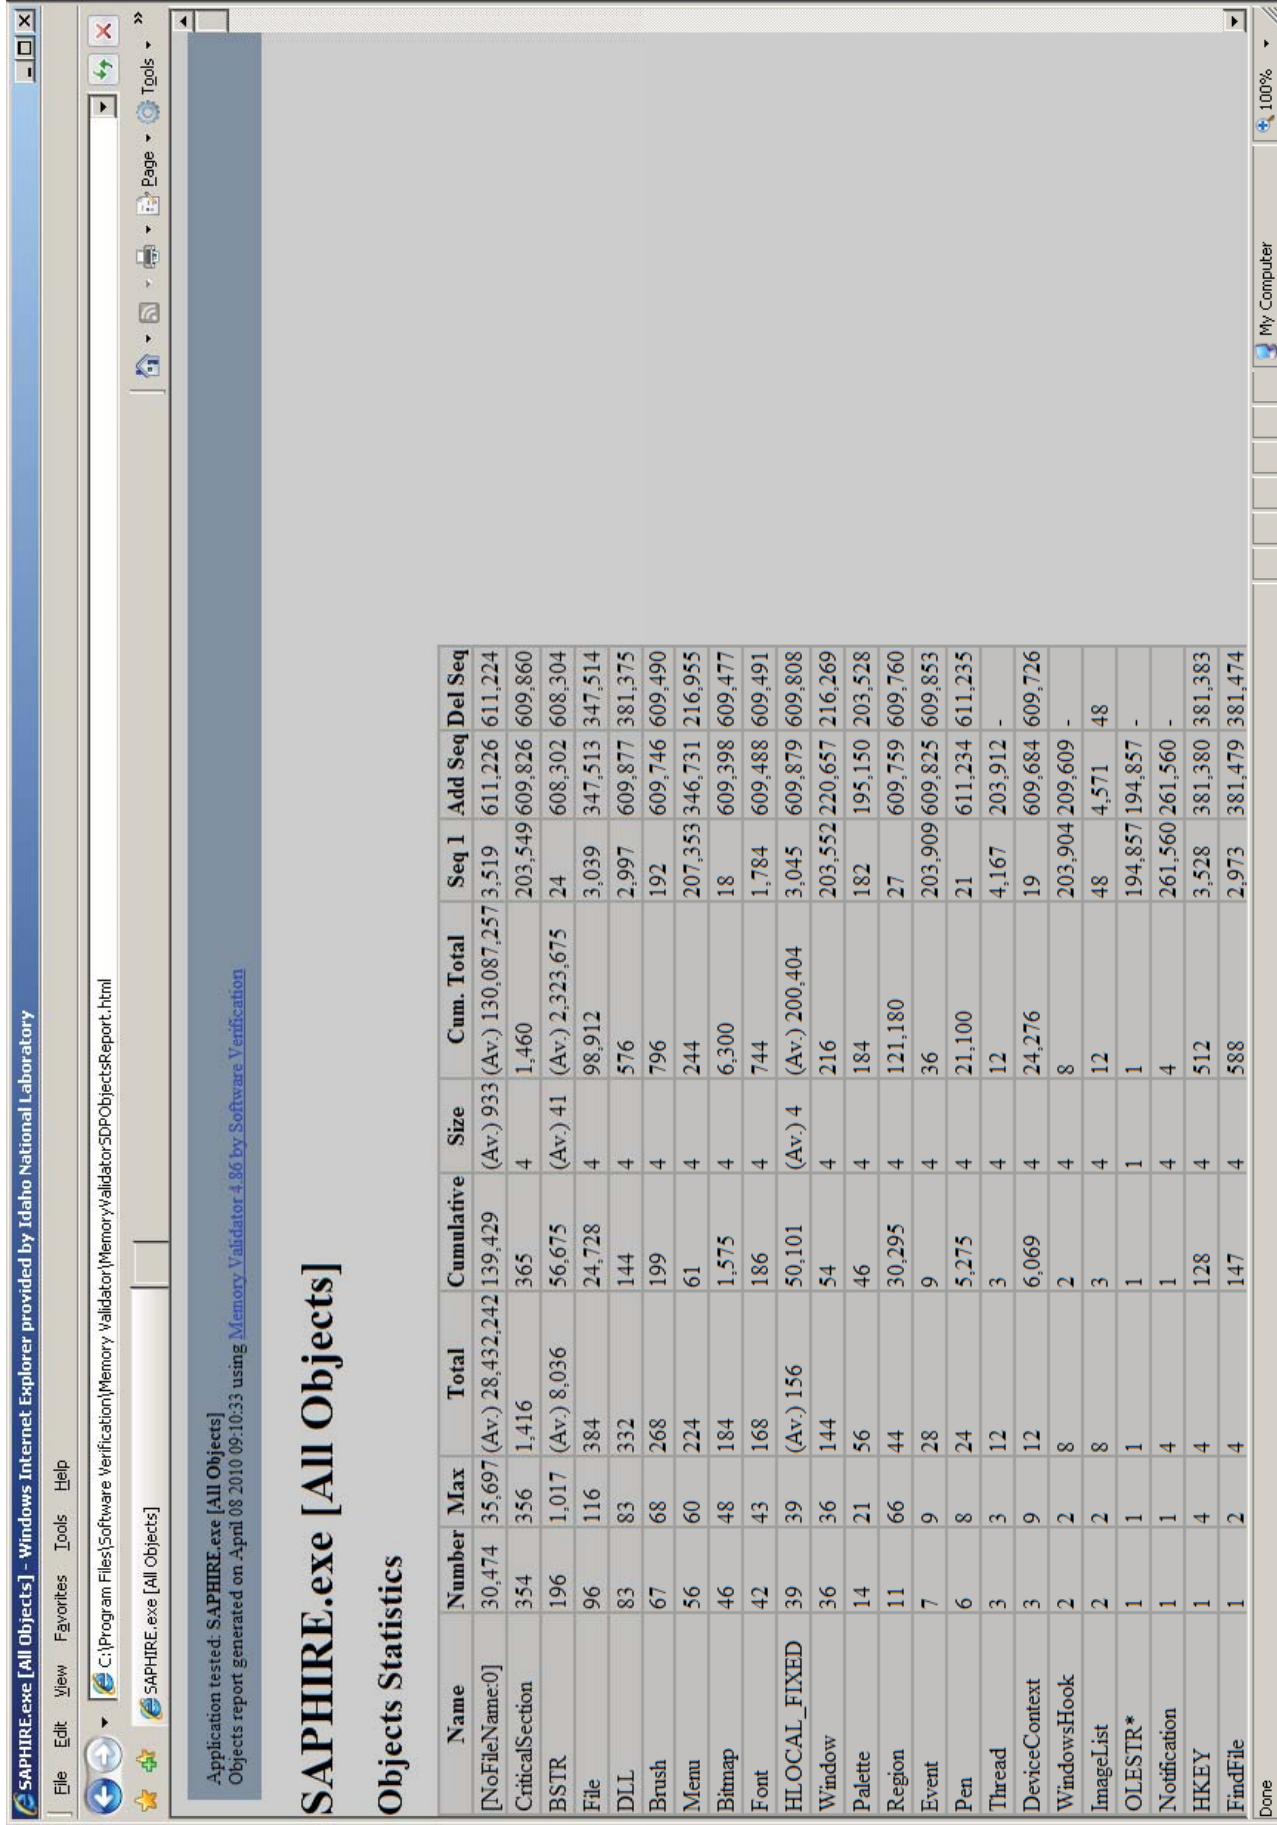 SAPHIRE.exe [All Objects] - Windows Internet Explorer provided by Idaho National Laboratory
File Edit View Favorites Tools Help
C:\Program Files\Software Verification\Memory Validator\MemoryValidatorSDPObjectsReport.html
SAPHIRE.exe [All Objects] Page Tools »
Application tested: SAPHIRE.exe [All Objects]
Objects report generated on April 08 2010 09:10:33 using Memory Validator 4.86 by Software Verification
SAPHIRE.exe [All Objects]
Objects Statistics
Name Number Max Total Cumulative Size Cum. Total Seq 1 Add Seq Del Seq
[NoFileName:0] 30,474 35,697 (Av.) 28,432,242 139,429 (Av.) 933 (Av.) 130,087,257 3,519 611,226 611,224
CriticalSection 354 356 1,416 365 4 1,460 203,549 609,826 609,860
BSTR 196 1,017 (Av.) 8,036 56,675 (Av.) 41 (Av.) 2,323,675 24 608,302 608,304
File 96 116 384 24,728 4 98,912 3,039 347,513 347,514
DLL 83 83 332 144 4 576 2,997 609,877 381,375
Brush 67 68 268 199 4 796 192 609,746 609,490
Menu 56 60 224 61 4 244 207,353 346,731 216,955
Bitmap 46 48 184 1,575 4 6,300 18 609,398 609,477
Font 42 43 168 186 4 744 1,784 609,488 609,491
HLOCAL_FIXED 39 39 (Av.) 156 50,101 (Av.) 4 (Av.) 200,404 3,045 609,879 609,808
Window 36 36 144 54 4 216 203,552 220,657 216,269
Palette 14 21 56 46 4 184 182 195,150 203,528
Region 11 66 44 30,295 4 121,180 27 609,759 609,760
Event 7 9 28 9 4 36 203,909 609,825 609,853
Pen 6 8 24 5,275 4 21,100 21 611,234 611,235
Thread 3 3 12 3 4 12 4,167 203,912 -
DeviceContext 3 9 12 6,069 4 24,276 19 609,684 609,726
WindowsHook 2 2 8 2 4 8 203,904 209,609 -
ImageList 2 2 8 3 4 12 48 4,571 48
OLESTR* 1 1 1 1 1 1 194,857 194,857 -
Notification 1 1 4 1 4 4 261,560 261,560 -
HKEY 1 4 4 128 4 512 3,528 381,380 381,383
FindFile 1 2 4 147 4 588 2,973 381,479 381,474
Done My Computer 100%